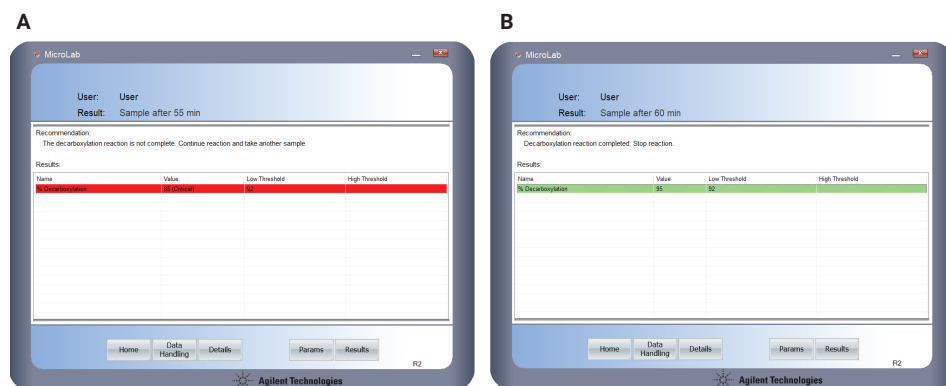 A
MicroLab
User: User
Result: Sample after 55 min
Recommendation:
The decarboxylation reaction is not complete. Continue reaction and take another sample
Results:
Name Value Low Threshold High Threshold
% Decarboxylation 85 (Critical) 92
Home Data Handling Details Params Results
R2
Agilent Technologies
B
MicroLab
User: User
Result: Sample after 60 min
Recommendation:
Decarboxylation reaction completed. Stop reaction.
Results:
Name Value Low Threshold High Threshold
% Decarboxylation 95 92
Home Data Handling Details Params Results
R2
Agilent Technologies